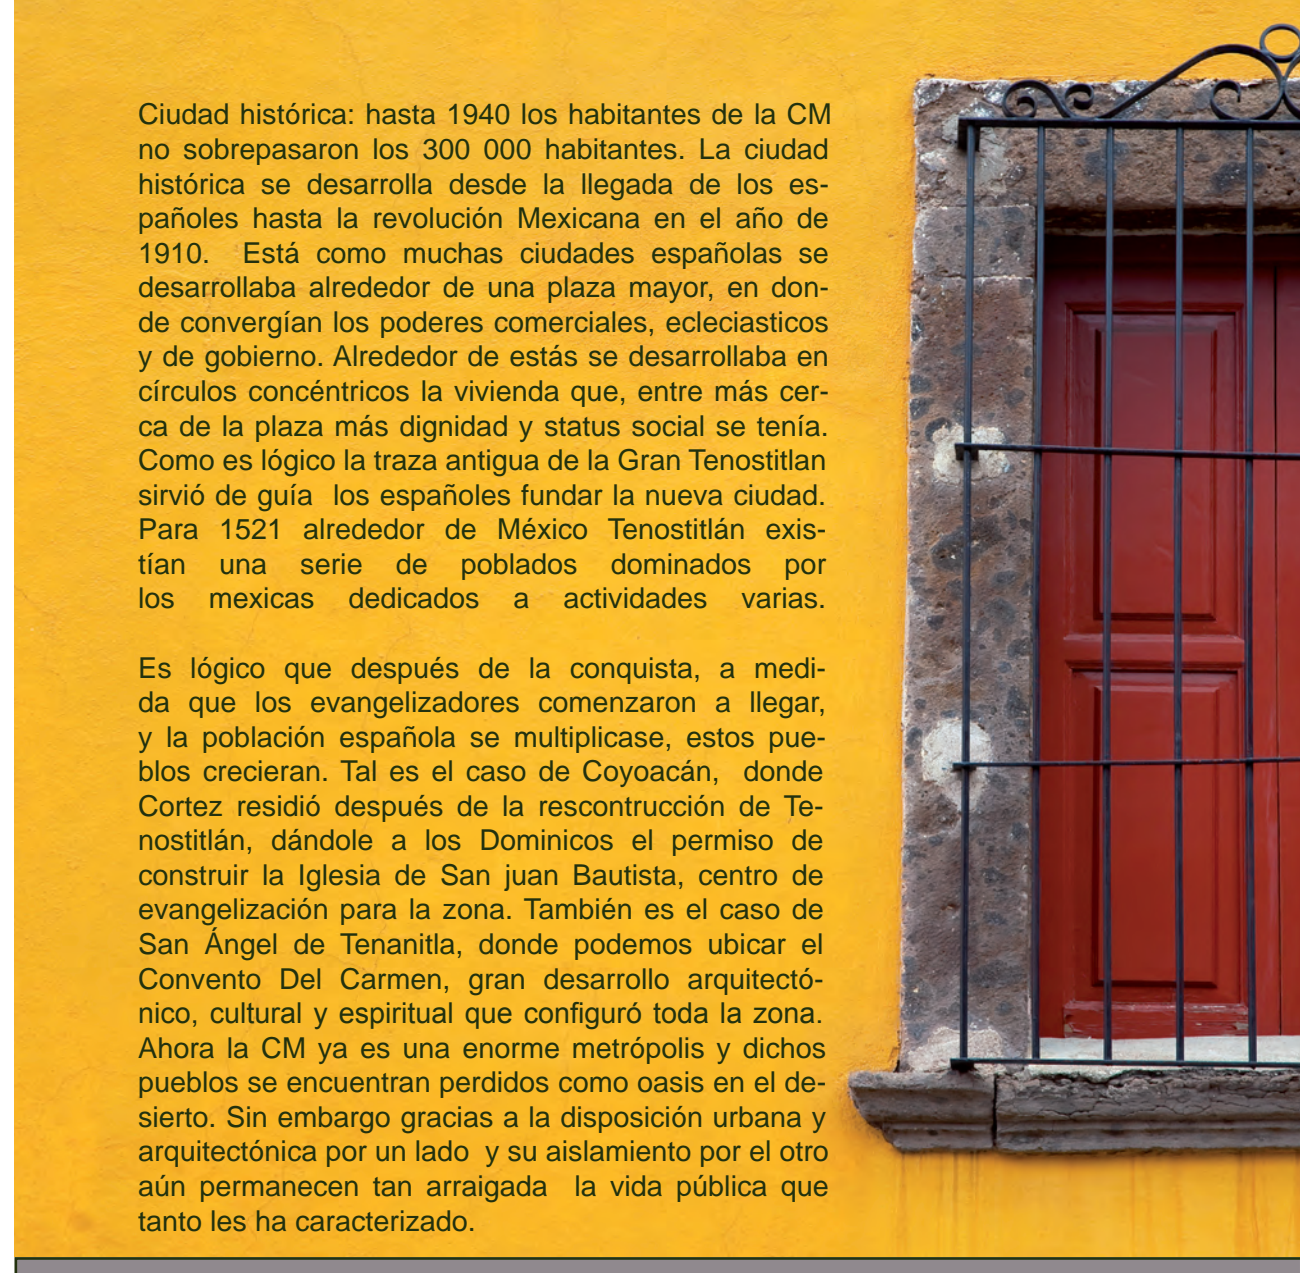 Ciudad histórica: hasta 1940 los habitantes de la CM
no sobrepasaron los 300 000 habitantes. La ciudad
histórica se desarrolla desde la llegada de los es-
pañoles hasta la revolución Mexicana en el año de
1910.  Está como muchas ciudades españolas se
desarrollaba alrededor de una plaza mayor, en don-
de convergían los poderes comerciales, ecleciasticos
y de gobierno. Alrededor de estás se desarrollaba en
círculos concéntricos la vivienda que, entre más cer-
ca de la plaza más dignidad y status social se tenía.
Como es lógico la traza antigua de la Gran Tenostitlan
sirvió de guía  los españoles fundar la nueva ciudad.
Para 1521 alrededor de México Tenostitlán exis-
tían una serie de poblados dominados por
los mexicas dedicados a actividades varias.

Es lógico que después de la conquista, a medi-
da que los evangelizadores comenzaron a llegar,
y la población española se multiplicase, estos pue-
blos crecieran. Tal es el caso de Coyoacán,  donde
Cortez residió después de la rescontrucción de Te-
nostitlán, dándole a los Dominicos el permiso de
construir la Iglesia de San juan Bautista, centro de
evangelización para la zona. También es el caso de
San Ángel de Tenanitla, donde podemos ubicar el
Convento Del Carmen, gran desarrollo arquitectó-
nico, cultural y espiritual que configuró toda la zona.
Ahora la CM ya es una enorme metrópolis y dichos
pueblos se encuentran perdidos como oasis en el de-
sierto. Sin embargo gracias a la disposición urbana y
arquitectónica por un lado  y su aislamiento por el otro
aún permanecen tan arraigada  la vida pública que
tanto les ha caracterizado.